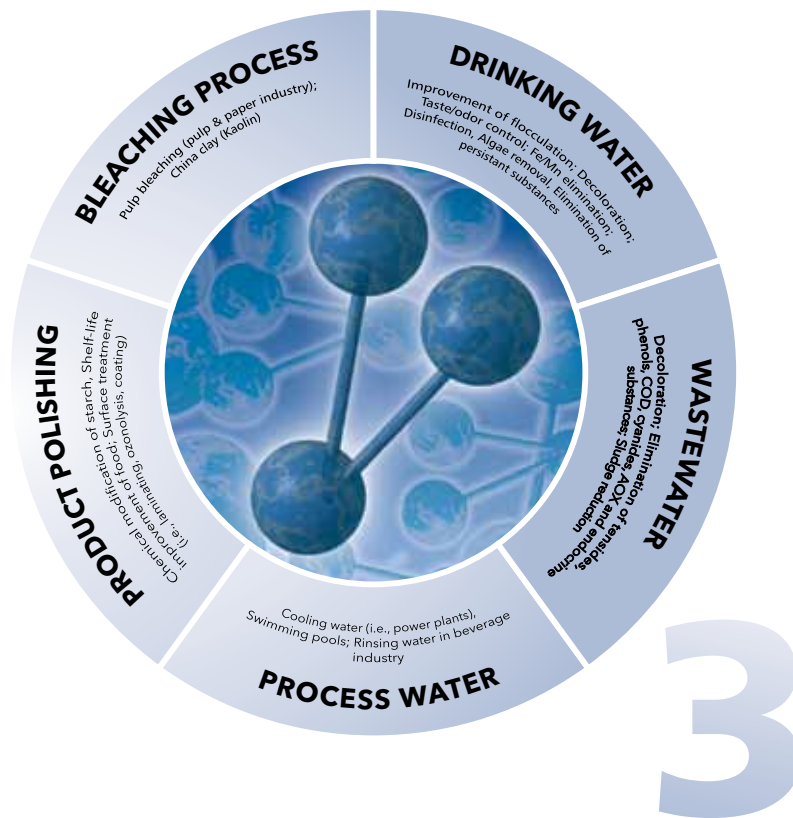 BLEACHING PROCESS
Pulp bleaching (pulp & paper industry);
China clay (Kaolin)
DRINKING WATER
Improvement of flocculation; Decoloration;
Taste/odor control; Fe/Mn elimination;
Disinfection, Algae removal, Elimination of
persistant substances
WASTEWATER
Decoloration; Elimination of tensides,
phenols, COD, cyanides, AOX and endocrine
substances; Sludge reduction
Cooling water (i.e., power plants),
Swimming pools; Rinsing water in beverage
industry
PROCESS WATER
PRODUCT POLISHING
Chemical modification of starch, Shelf-life
improvement of food; Surface treatment
(i.e., laminating, ozonolysis, coating)
3